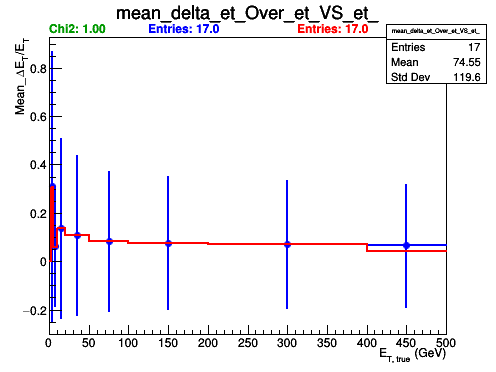 mean_delta_et_Over_et_VS_et_
Chi2: 1.00 Entries: 17.0 Entries: 17.0
mean_delta_et_Over_et_VS_et_
Entries 17
Mean 74.55
Std Dev 119.6
Mean_ΔE_T/E_T
0.8
0.6
0.4
0.2
0
−0.2
0 50 100 150 200 250 300 350 400 450 500
E_T, true (GeV)